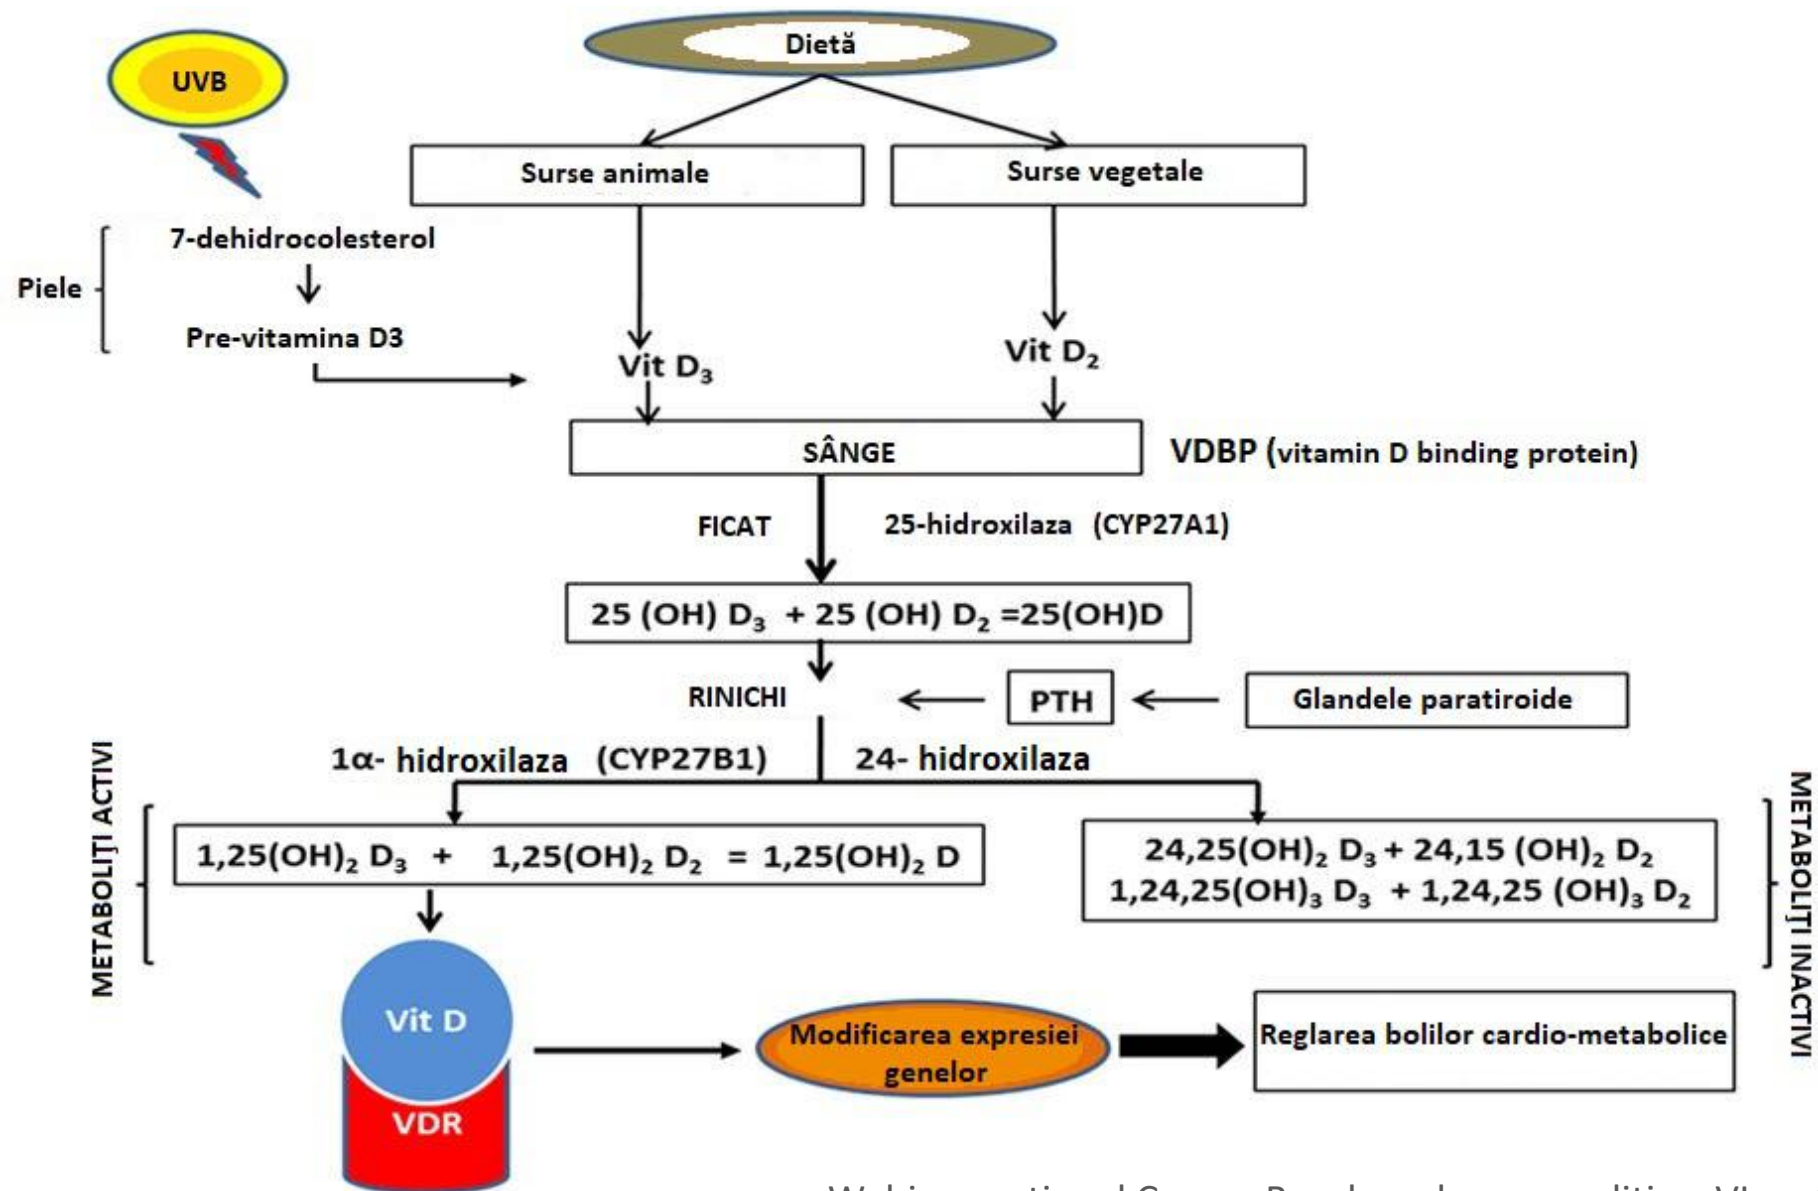 Dietă
UVB
Surse animale
Surse vegetale
7-dehidrocolesterol
Piele
Pre-vitamina D3
Vit D₃
Vit D₂
SÂNGE
VDBP (vitamin D binding protein)
FICAT
25-hidroxilaza (CYP27A1)
25 (OH) D₃ + 25 (OH) D₂ =25(OH)D
RINICHI
PTH
Glandele paratiroide
1α- hidroxilaza (CYP27B1)
24- hidroxilaza
METABOLIŢI ACTIVI
1,25(OH)₂ D₃ + 1,25(OH)₂ D₂ = 1,25(OH)₂ D
24,25(OH)₂ D₃ + 24,15 (OH)₂ D₂
1,24,25(OH)₃ D₃ + 1,24,25 (OH)₃ D₂
METABOLIŢI INACTIVI
Vit D
VDR
Modificarea expresiei
genelor
Reglarea bolilor cardio-metabolice